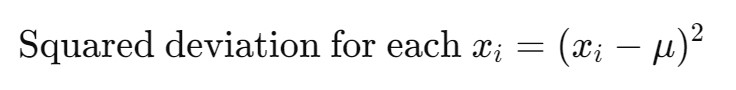 Squared deviation for each xᵢ = (xᵢ − μ)²